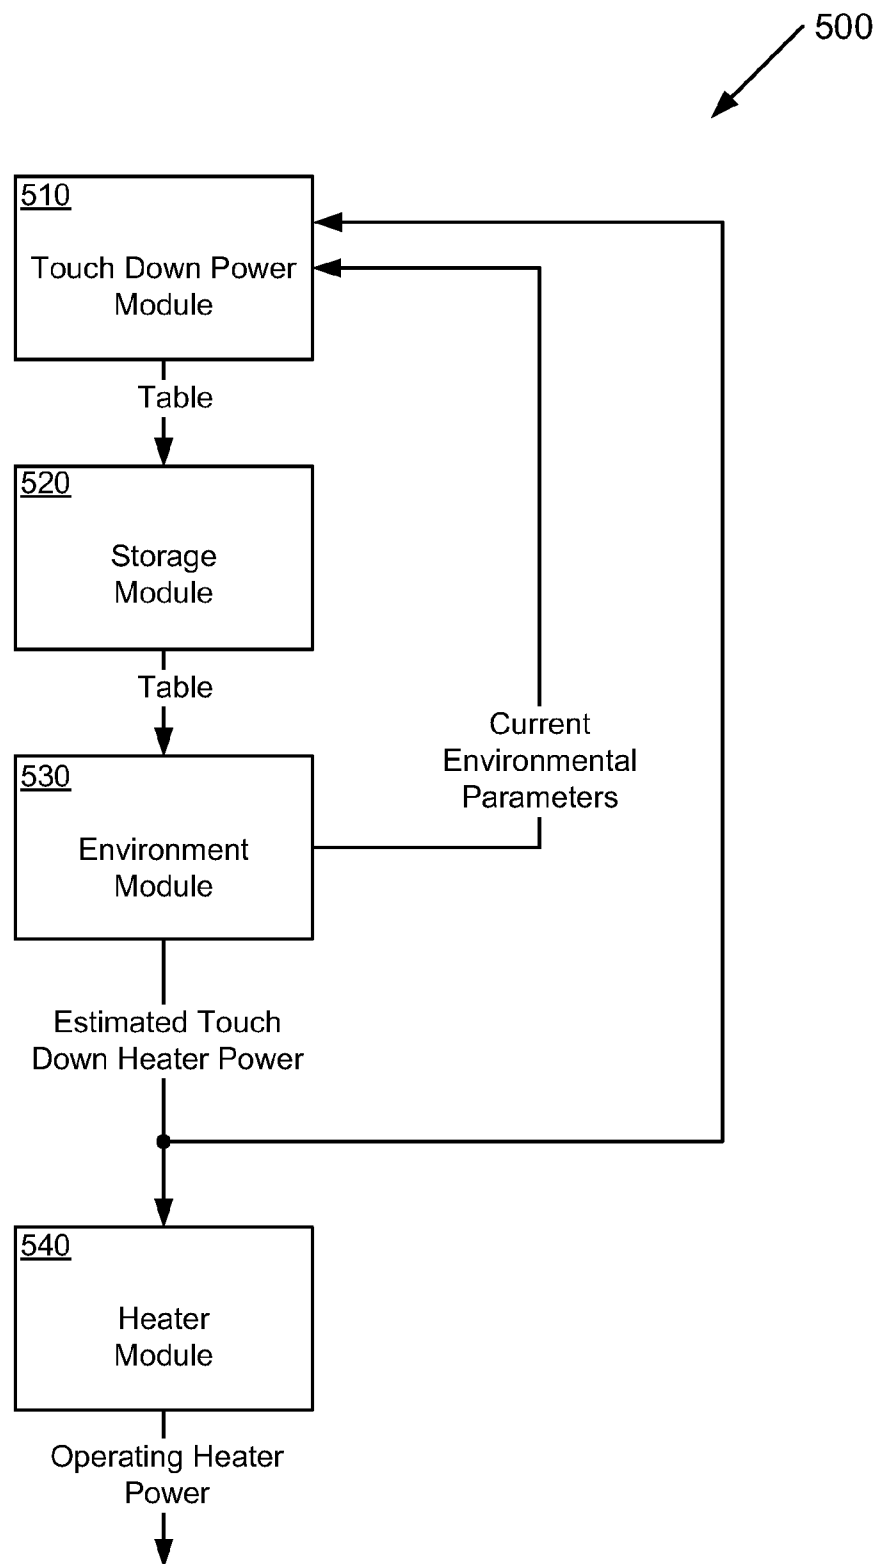 500
510
Touch Down Power
Module
Table
520
Storage
Module
Table
Current
Environmental
Parameters
530
Environment
Module
Estimated Touch
Down Heater Power
540
Heater
Module
Operating Heater
Power